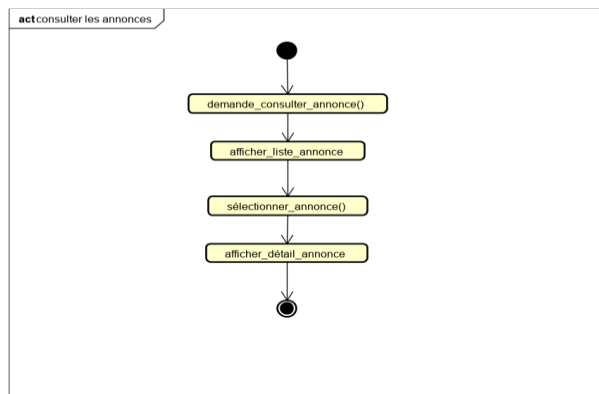 act consulter les annonces
demande_consulter_annonce()
afficher_liste_annonce
sélectionner_annonce()
afficher_détail_annonce